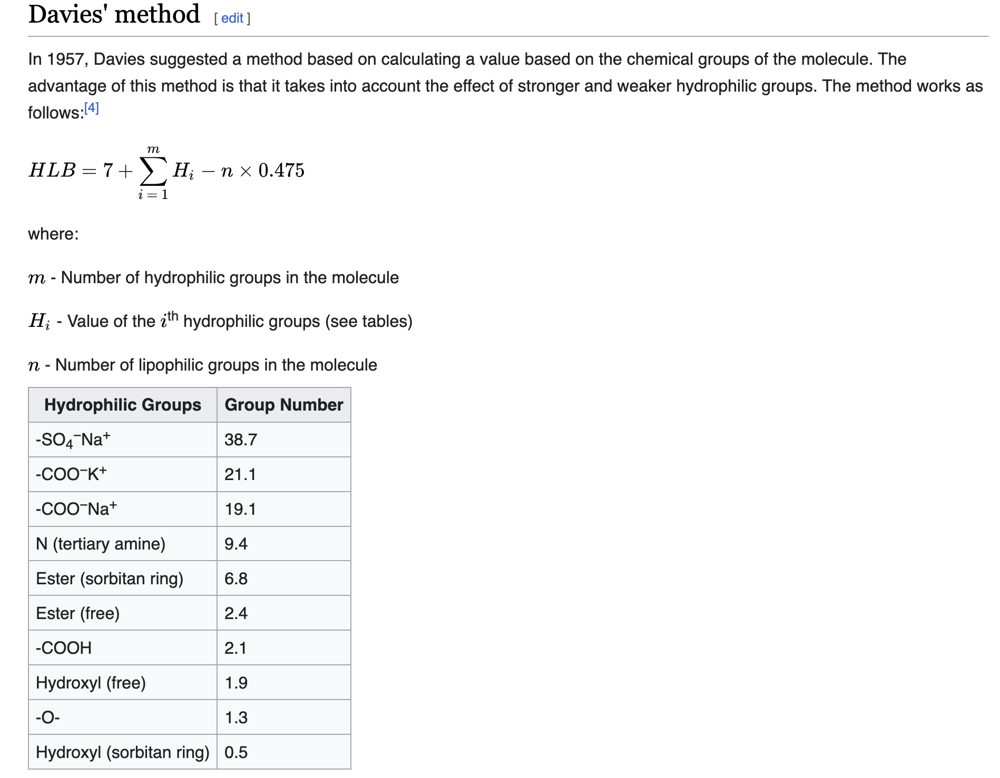 Davies' method [ edit ]
In 1957, Davies suggested a method based on calculating a value based on the chemical groups of the molecule. The
advantage of this method is that it takes into account the effect of stronger and weaker hydrophilic groups. The method works as
follows:[4]
HLB = 7 + ∑_{i=1}^{m} H_i − n × 0.475
where:
m - Number of hydrophilic groups in the molecule
H_i - Value of the i^th hydrophilic groups (see tables)
n - Number of lipophilic groups in the molecule
Hydrophilic Groups Group Number
-SO₄⁻Na⁺ 38.7
-COO⁻K⁺ 21.1
-COO⁻Na⁺ 19.1
N (tertiary amine) 9.4
Ester (sorbitan ring) 6.8
Ester (free) 2.4
-COOH 2.1
Hydroxyl (free) 1.9
-O- 1.3
Hydroxyl (sorbitan ring) 0.5